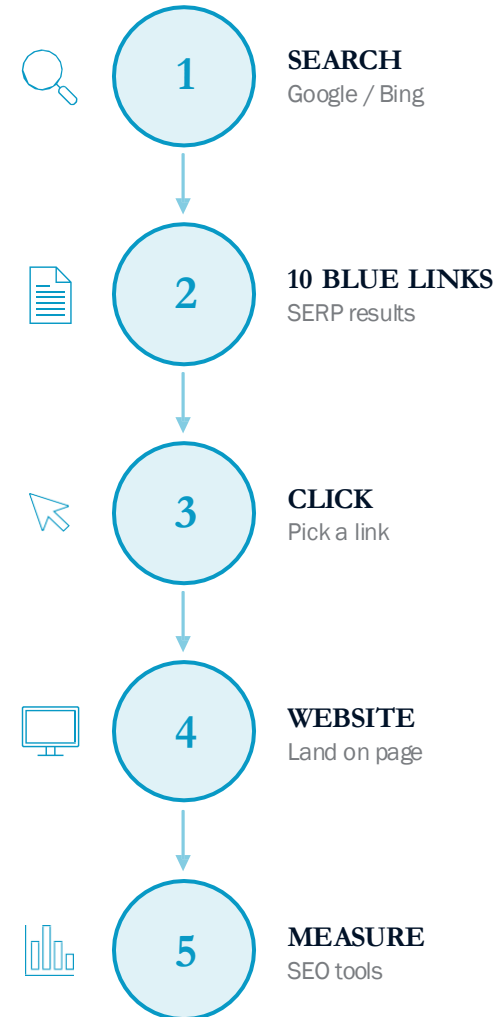 1
SEARCH
Google / Bing
2
10 BLUE LINKS
SERP results
3
CLICK
Pick a link
4
WEBSITE
Land on page
5
MEASURE
SEO tools